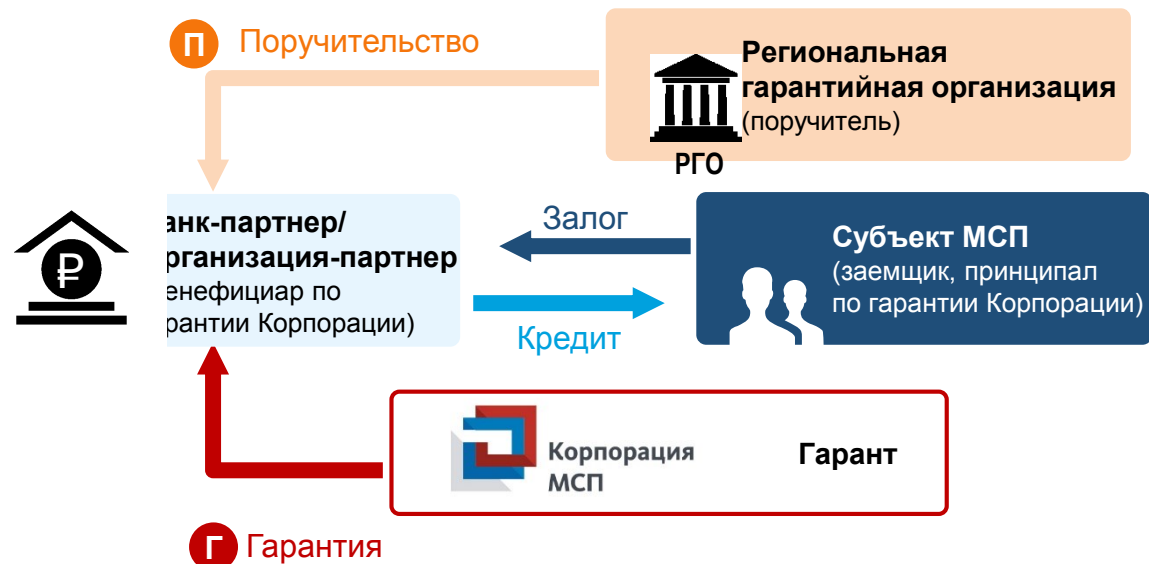 П Поручительство
Региональная
гарантийная организация
(поручитель)
РГО
анк-партнер/
рганизация-партнер
енефициар по
рантии Корпорации)
Залог
Кредит
Субъект МСП
(заемщик, принципал
по гарантии Корпорации)
Корпорация
МСП
Гарант
Г Гарантия
₽